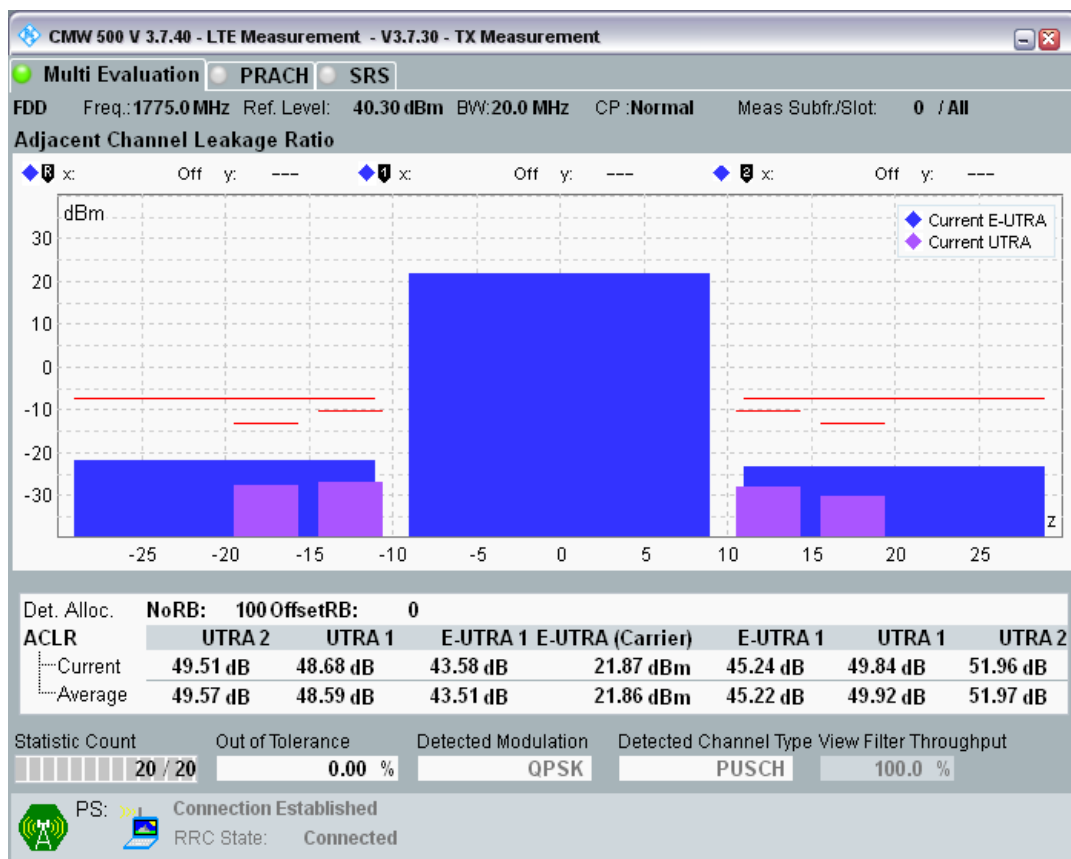 CMW 500 V 3.7.40 - LTE Measurement - V3.7.30 - TX Measurement
Multi Evaluation PRACH SRS
FDD Freq.: 1775.0 MHz Ref. Level: 40.30 dBm BW: 20.0 MHz CP : Normal Meas Subfr./Slot: 0 / All
Adjacent Channel Leakage Ratio
R x: Off y: --- 1 x: Off y: --- 2 x: Off y: ---
dBm
Current E-UTRA
Current UTRA
30
20
10
0
-10
-20
-30
z
-25 -20 -15 -10 -5 0 5 10 15 20 25
Det. Alloc. NoRB: 100 OffsetRB: 0
ACLR UTRA 2 UTRA 1 E-UTRA 1 E-UTRA (Carrier) E-UTRA 1 UTRA 1 UTRA 2
Current 49.51 dB 48.68 dB 43.58 dB 21.87 dBm 45.24 dB 49.84 dB 51.96 dB
Average 49.57 dB 48.59 dB 43.51 dB 21.86 dBm 45.22 dB 49.92 dB 51.97 dB
Statistic Count Out of Tolerance Detected Modulation Detected Channel Type View Filter Throughput
20 / 20 0.00 % QPSK PUSCH 100.0 %
PS: Connection Established
RRC State: Connected